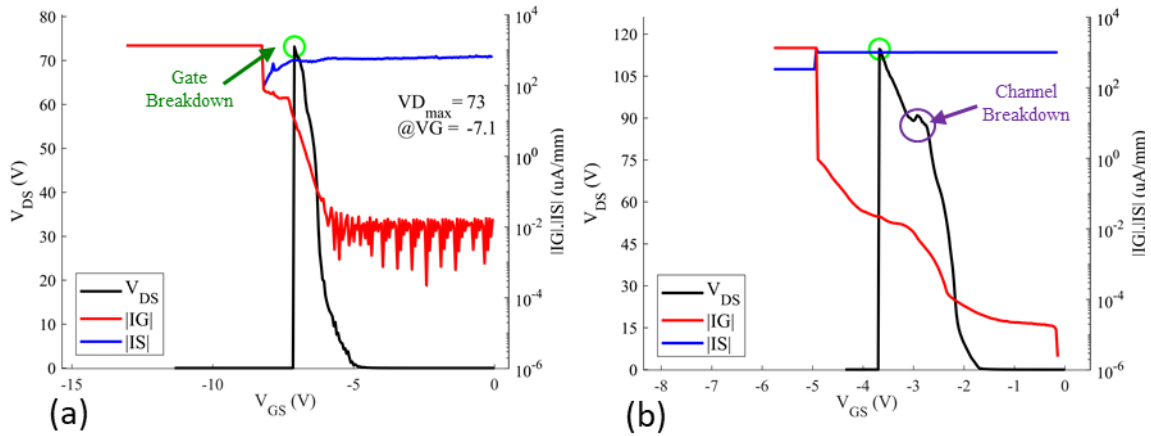 80
70
60
50
40
30
20
10
0
V_DS (V)
Gate
Breakdown
VD_max = 73
@VG = -7.1
V_DS
|IG|
|IS|
-15
-10
-5
0
V_GS (V)
10^4
10^2
10^0
10^-2
10^-4
10^-6
|IG|,|IS| (uA/mm)
(a)
120
105
90
75
60
45
30
15
0
V_DS (V)
Channel
Breakdown
V_DS
|IG|
|IS|
-8
-7
-6
-5
-4
-3
-2
-1
0
V_GS (V)
10^4
10^2
10^0
10^-2
10^-4
10^-6
|IG|,|IS| (uA/mm)
(b)